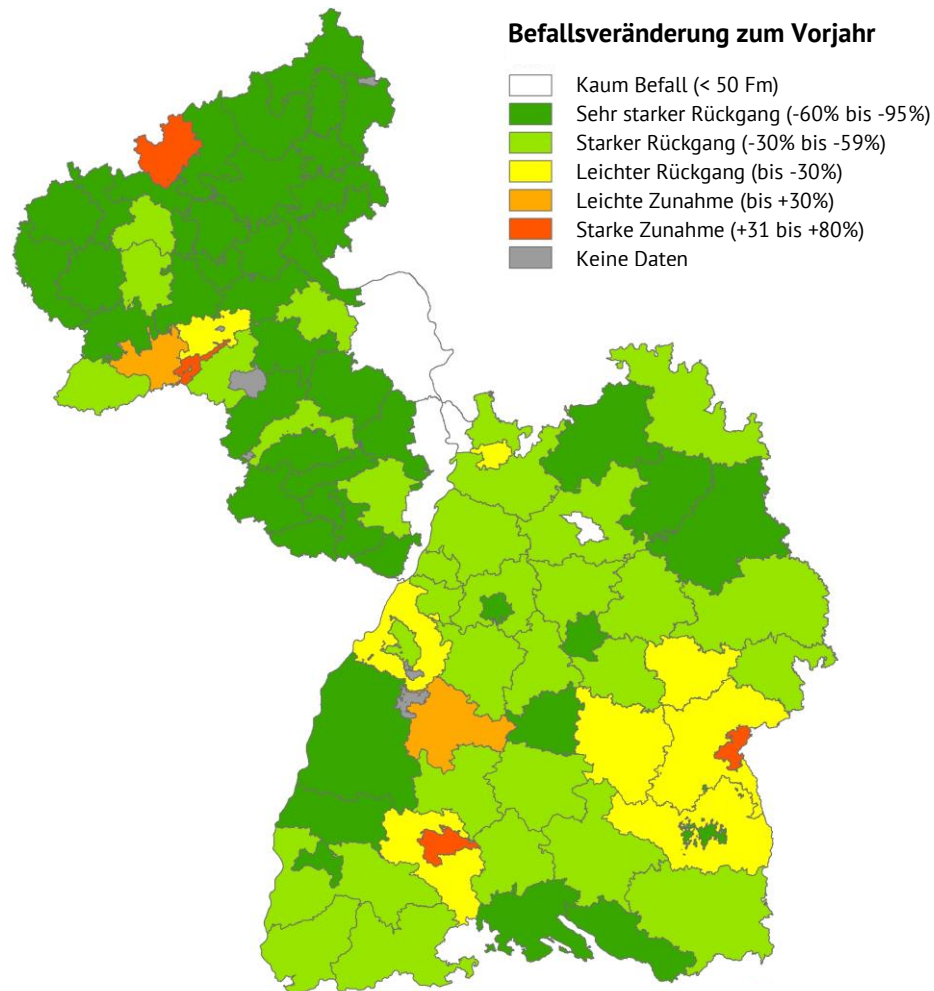 Befallsveränderung zum Vorjahr
Kaum Befall (< 50 Fm)
Sehr starker Rückgang (-60% bis -95%)
Starker Rückgang (-30% bis -59%)
Leichter Rückgang (bis -30%)
Leichte Zunahme (bis +30%)
Starke Zunahme (+31 bis +80%)
Keine Daten